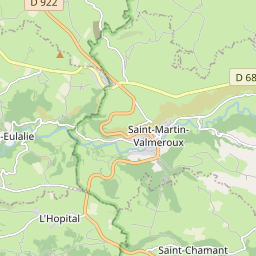 D 922
D 68
Saint-Martin-
Valmeroux
-Eulalie
L'Hopital
Saint-Chamant